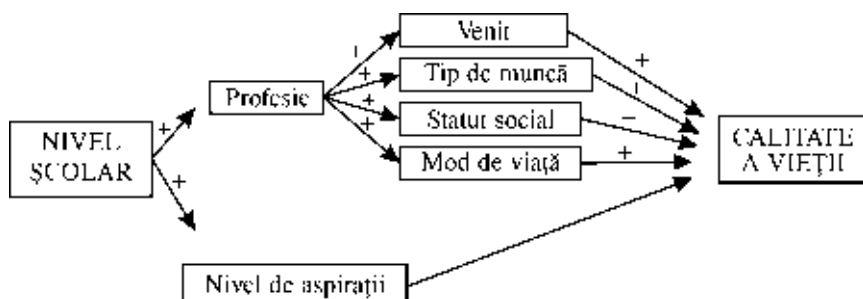 Venit
Tip de muncă
Profesie
Statut social
Mod de viață
NIVEL
ȘCOLAR
CALITATE
A VIEȚII
Nivel de aspirații
+
+
+
+
+
+
+
–